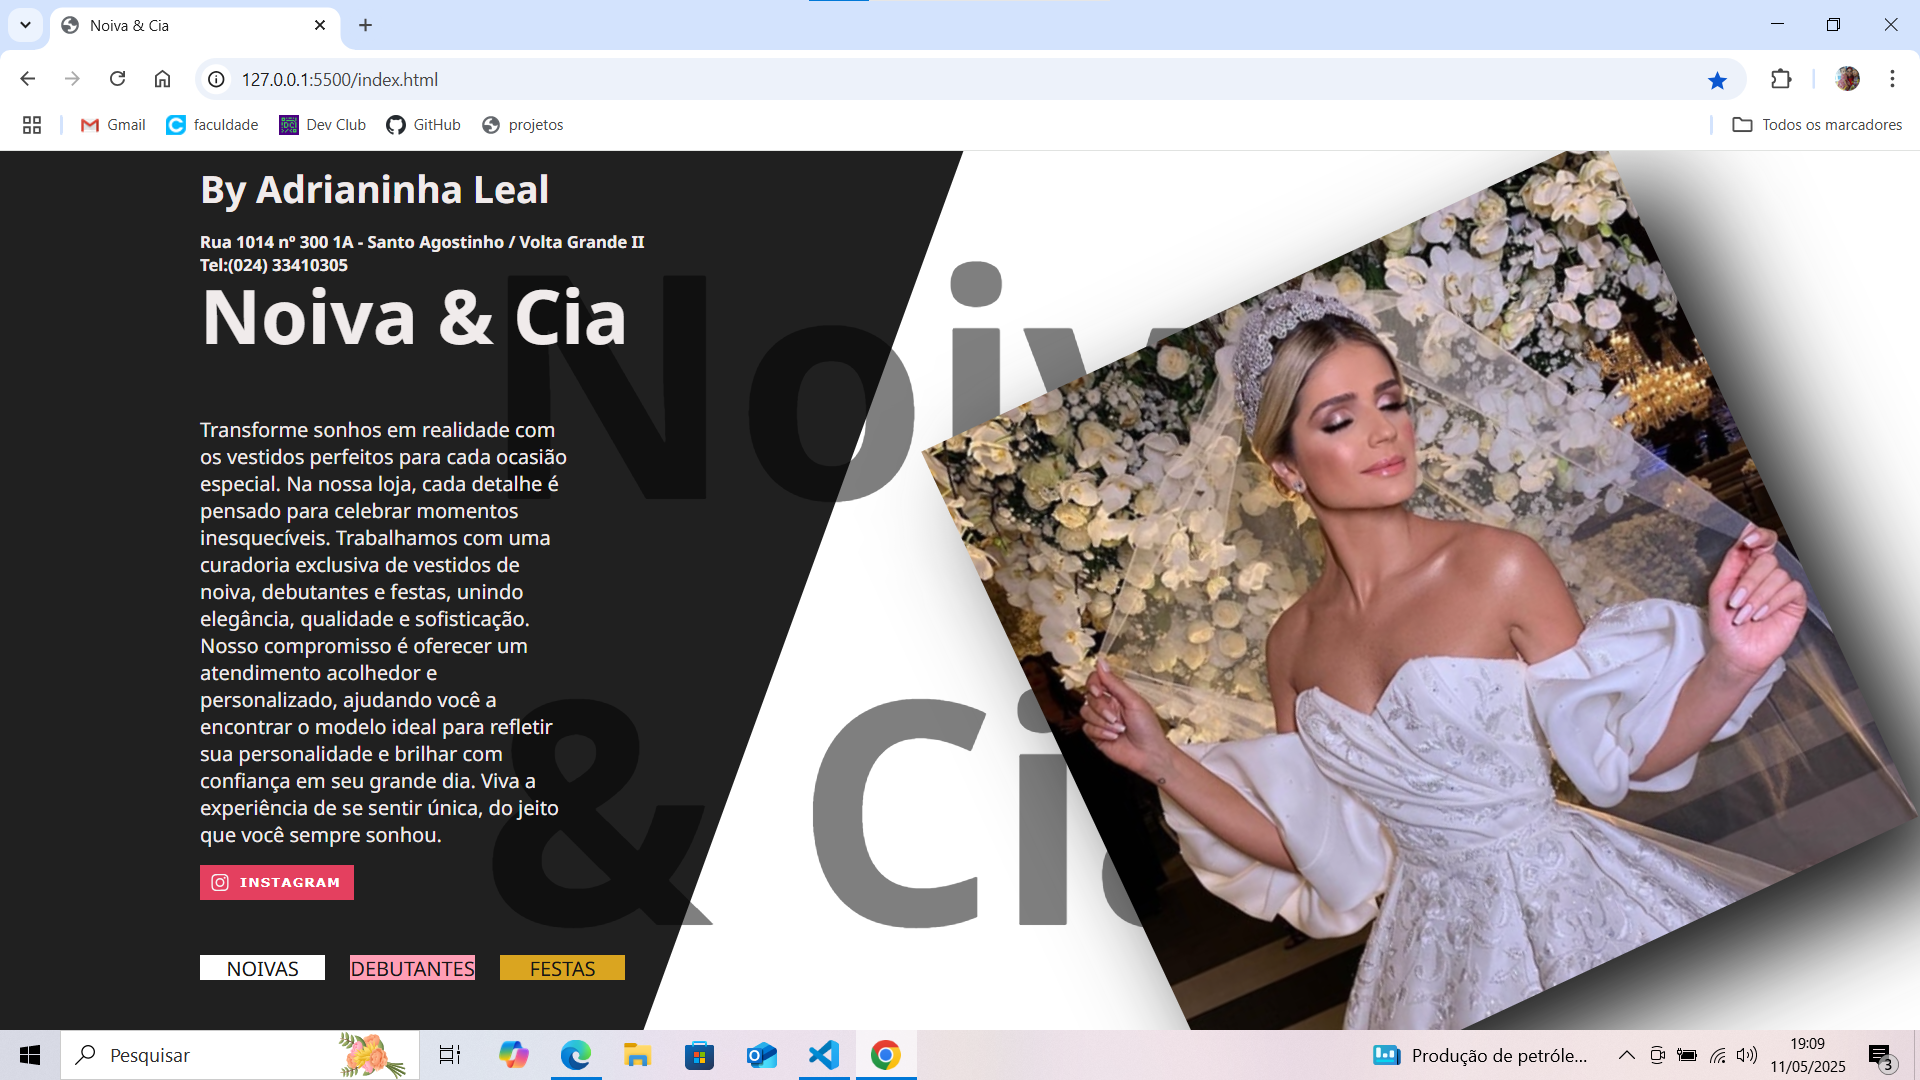 Noiva & Cia
127.0.0.1:5500/index.html
Gmail
faculdade
Dev Club
GitHub
projetos
Todos os marcadores
By Adrianinha Leal
Rua 1014 nº 300 1A - Santo Agostinho / Volta Grande II
Tel:(024) 33410305
Noiva & Cia
Noiv
& Cia
Transforme sonhos em realidade com
os vestidos perfeitos para cada ocasião
especial. Na nossa loja, cada detalhe é
pensado para celebrar momentos
inesquecíveis. Trabalhamos com uma
curadoria exclusiva de vestidos de
noiva, debutantes e festas, unindo
elegância, qualidade e sofisticação.
Nosso compromisso é oferecer um
atendimento acolhedor e
personalizado, ajudando você a
encontrar o modelo ideal para refletir
sua personalidade e brilhar com
confiança em seu grande dia. Viva a
experiência de se sentir única, do jeito
que você sempre sonhou.
INSTAGRAM
NOIVAS
DEBUTANTES
FESTAS
Pesquisar
Produção de petróle...
19:09
11/05/2025
3